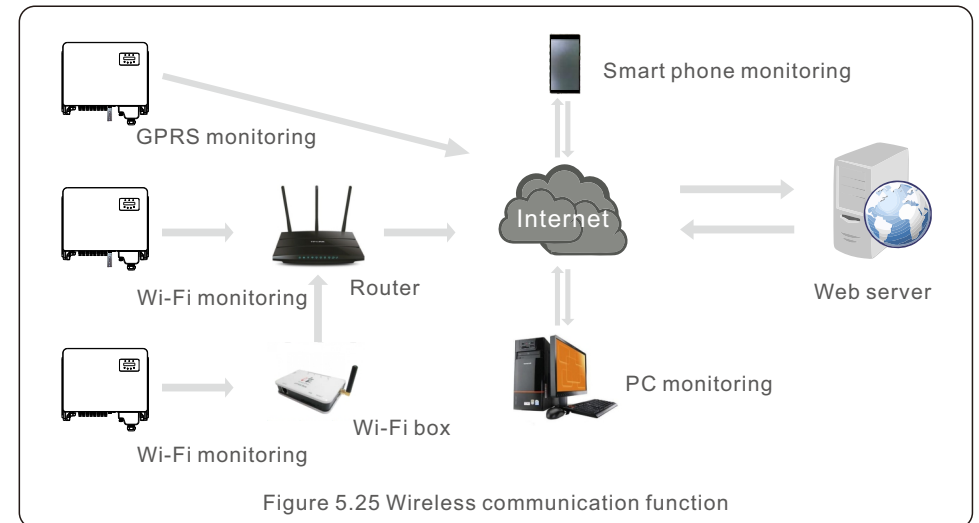 Smart phone monitoring
GPRS monitoring
Internet
Wi-Fi monitoring
Router
Web server
PC monitoring
Wi-Fi box
Wi-Fi monitoring
Figure 5.25 Wireless communication function